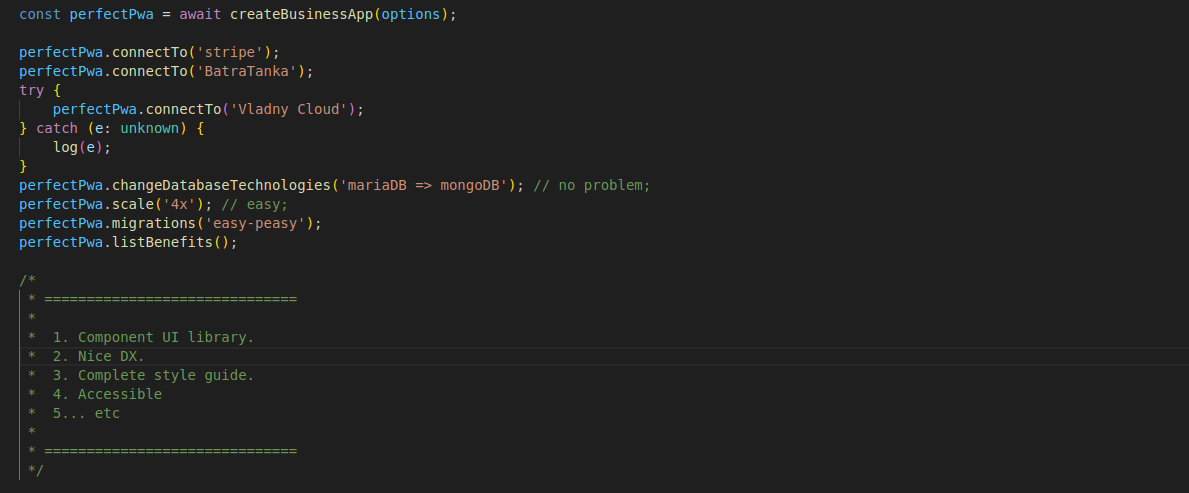 const perfectPwa = await createBusinessApp(options);
perfectPwa.connectTo('stripe');
perfectPwa.connectTo('BatraTanka');
try {
perfectPwa.connectTo('Vladny Cloud');
} catch (e: unknown) {
log(e);
}
perfectPwa.changeDatabaseTechnologies('mariaDB => mongoDB'); // no problem;
perfectPwa.scale('4x'); // easy;
perfectPwa.migrations('easy-peasy');
perfectPwa.listBenefits();
/*
* ==============================
*
* 1. Component UI library.
* 2. Nice DX.
* 3. Complete style guide.
* 4. Accessible
* 5... etc
*
* ==============================
*/